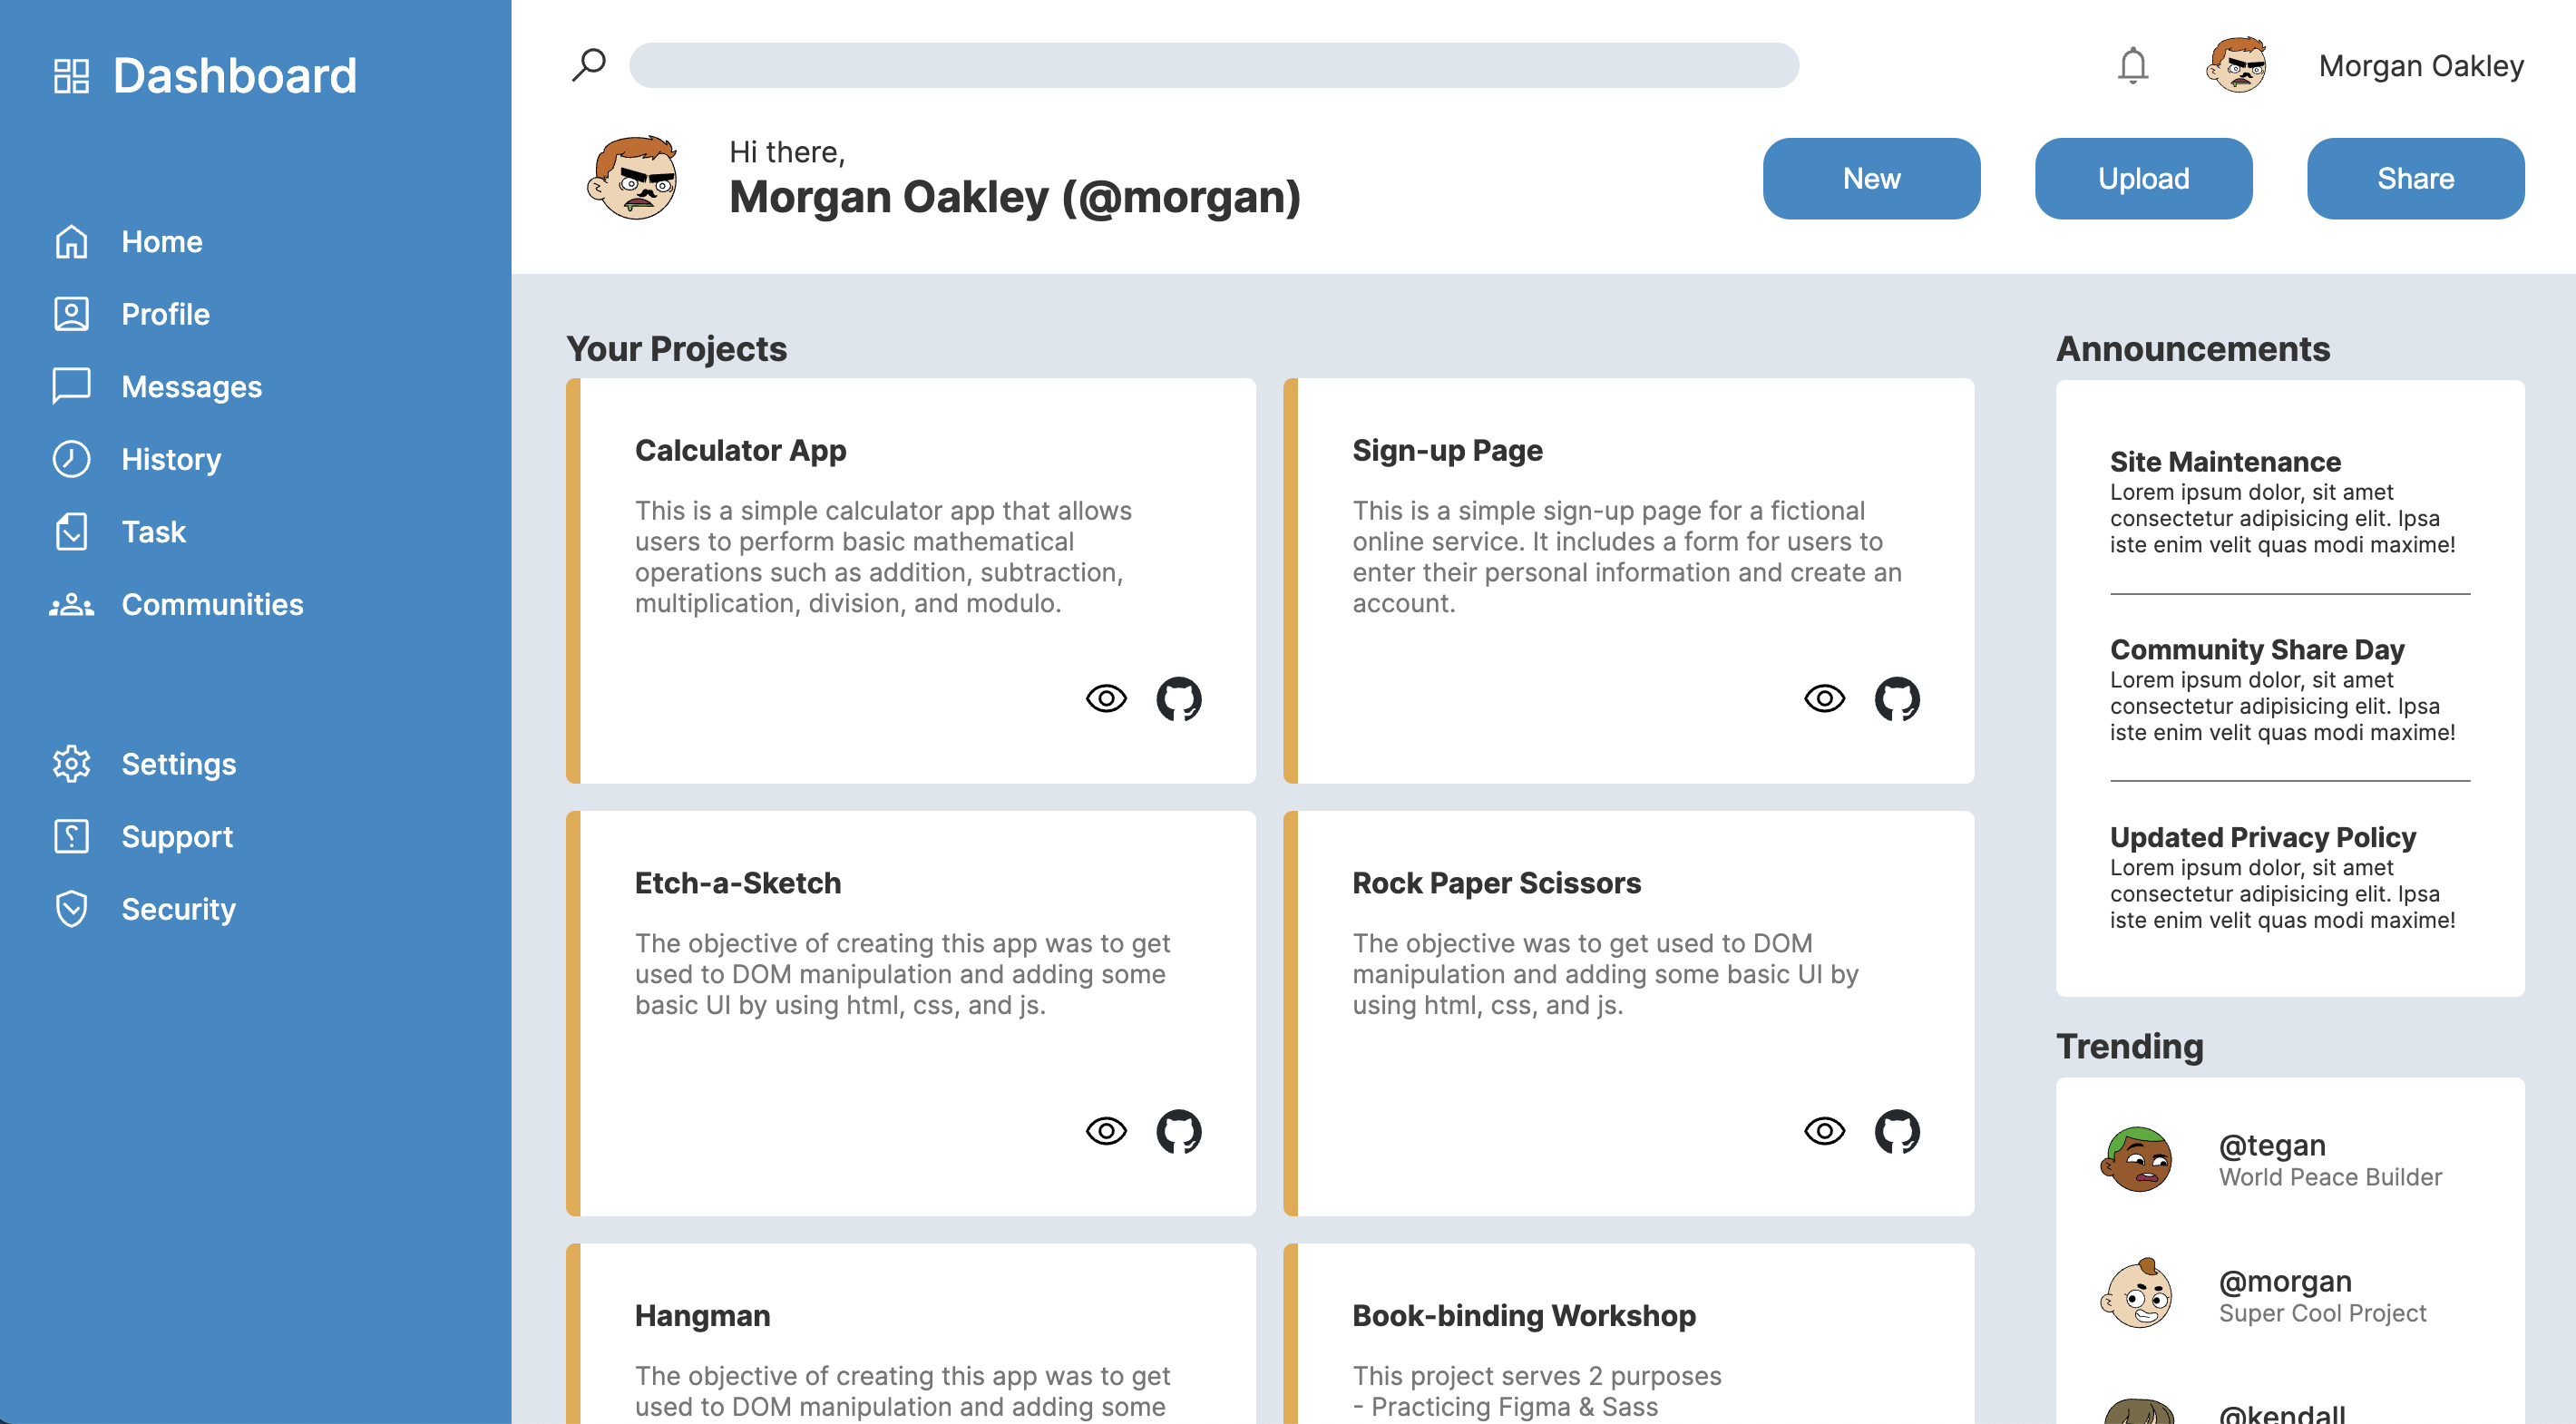 Dashboard
Home
Profile
Messages
History
Task
Communities
Settings
Support
Security
Morgan Oakley
Hi there,
Morgan Oakley (@morgan)
New
Upload
Share
Your Projects
Calculator App
This is a simple calculator app that allows
users to perform basic mathematical
operations such as addition, subtraction,
multiplication, division, and modulo.
Sign-up Page
This is a simple sign-up page for a fictional
online service. It includes a form for users to
enter their personal information and create an
account.
Etch-a-Sketch
The objective of creating this app was to get
used to DOM manipulation and adding some
basic UI by using html, css, and js.
Rock Paper Scissors
The objective was to get used to DOM
manipulation and adding some basic UI by
using html, css, and js.
Hangman
The objective of creating this app was to get
used to DOM manipulation and adding some
Book-binding Workshop
This project serves 2 purposes
- Practicing Figma & Sass
Announcements
Site Maintenance
Lorem ipsum dolor, sit amet
consectetur adipisicing elit. Ipsa
iste enim velit quas modi maxime!
Community Share Day
Lorem ipsum dolor, sit amet
consectetur adipisicing elit. Ipsa
iste enim velit quas modi maxime!
Updated Privacy Policy
Lorem ipsum dolor, sit amet
consectetur adipisicing elit. Ipsa
iste enim velit quas modi maxime!
Trending
@tegan
World Peace Builder
@morgan
Super Cool Project
@kendall